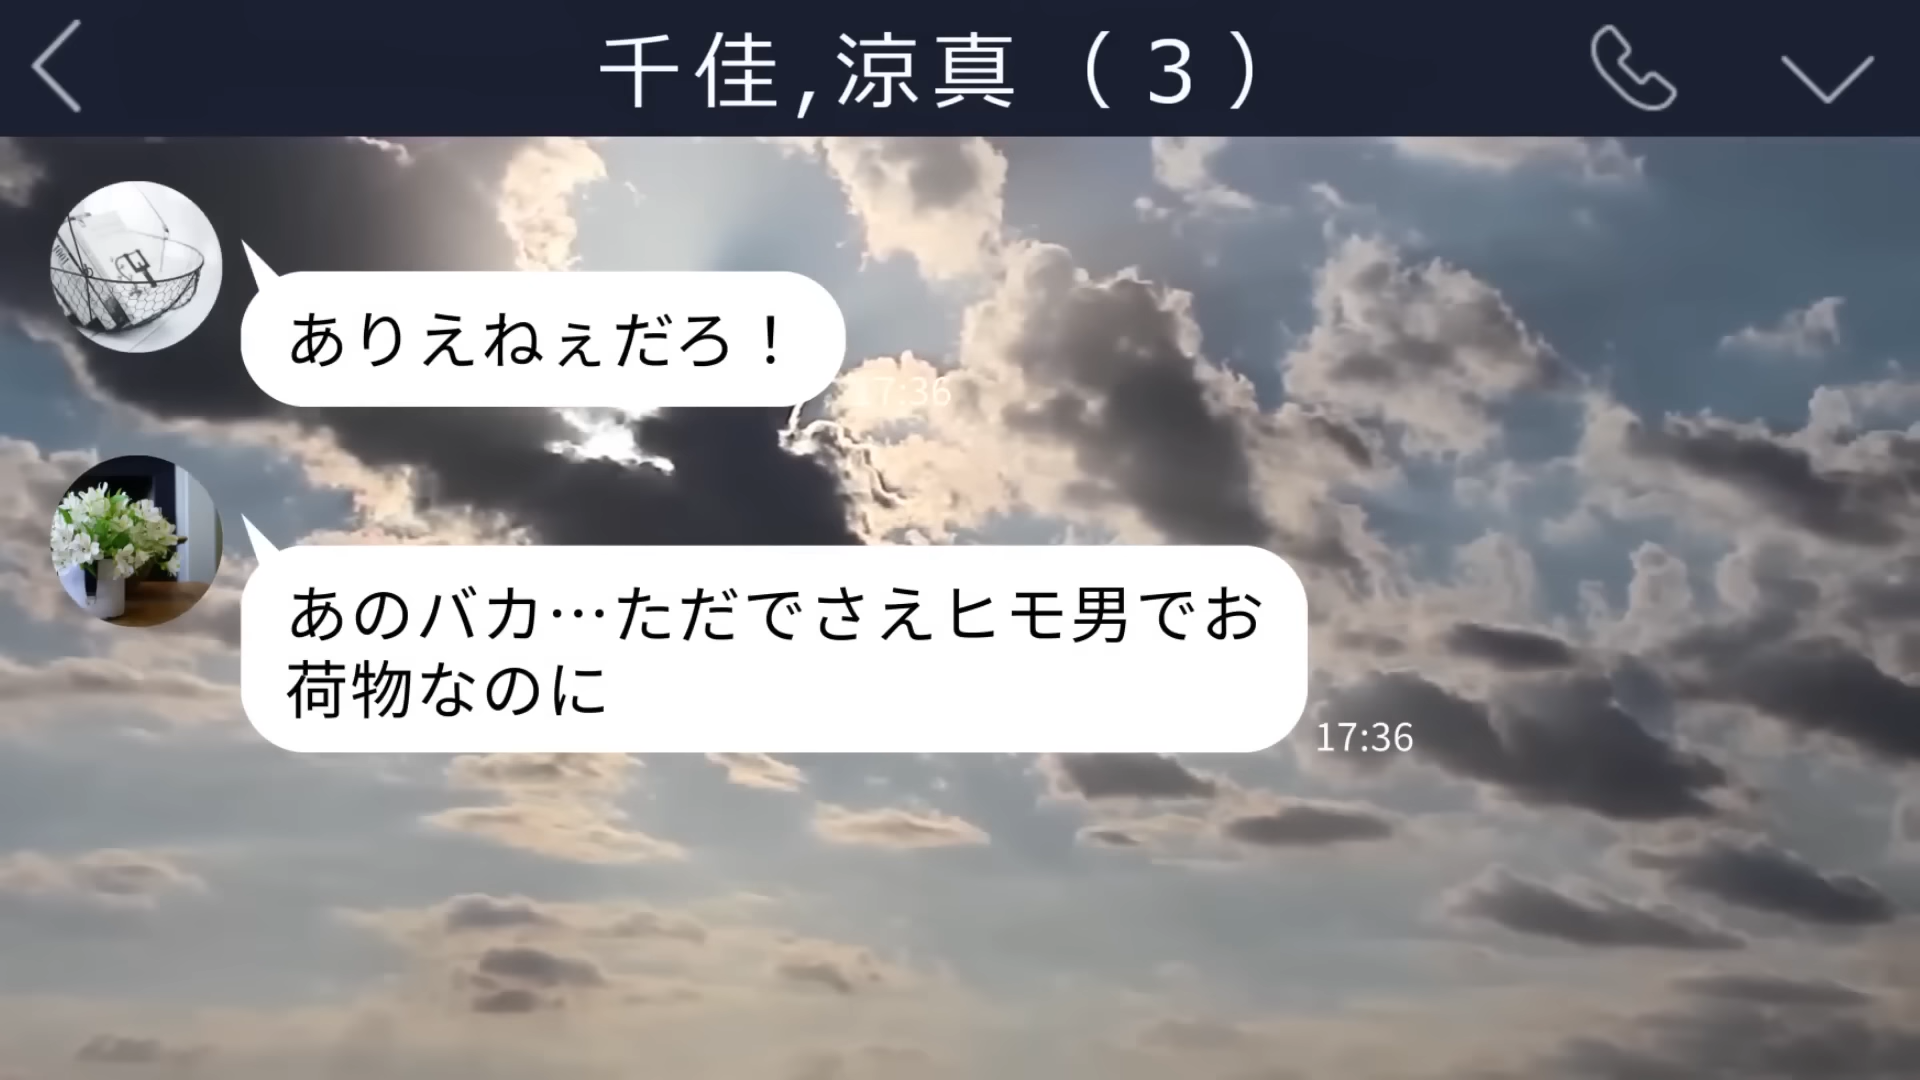 千佳,涼真（3）
ありえねぇだろ！
17:36
あのバカ…ただでさえヒモ男でお
荷物なのに
17:36